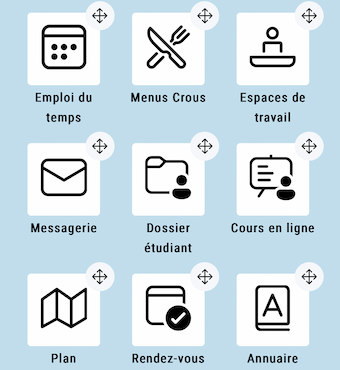 Emploi du
temps
Menus Crous
Espaces de
travail
Messagerie
Dossier
étudiant
Cours en ligne
Plan
Rendez-vous
A
Annuaire